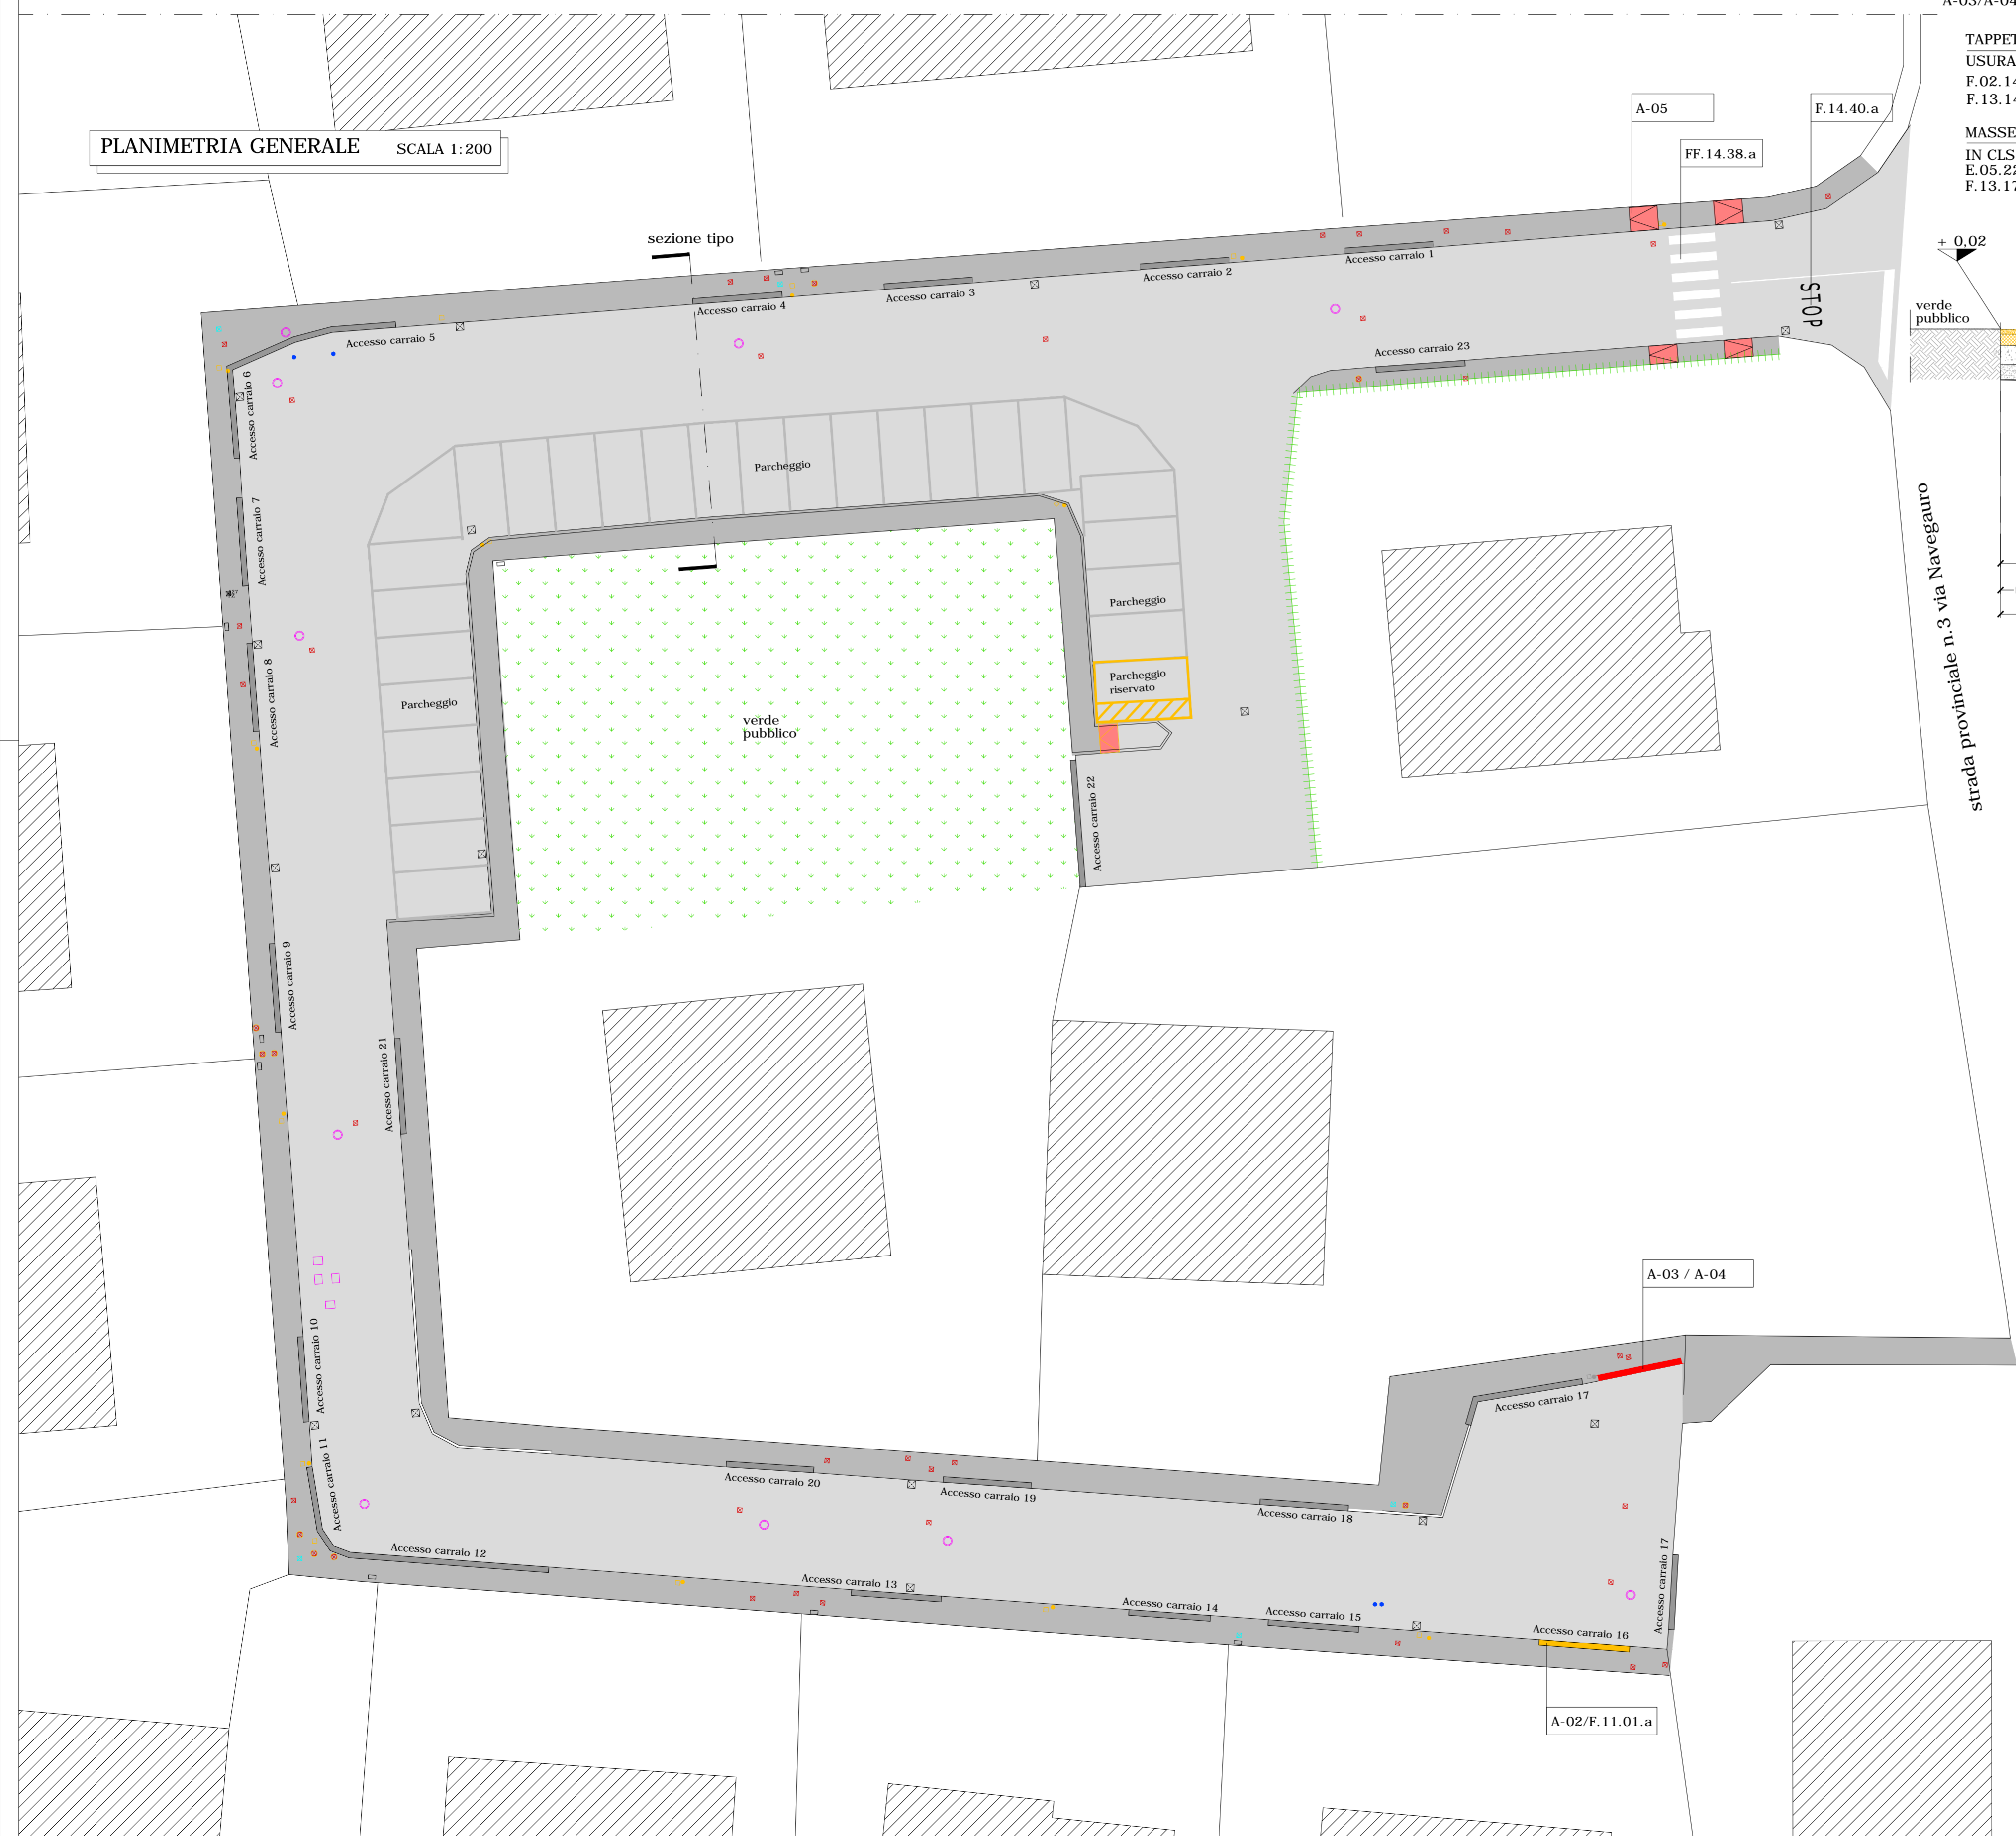 A-03/A-04
TAPPET
USURA
F.02.14
F.13.14
MASSE
IN CLS
E.05.22
F.13.17
A-05
F.14.40.a
FF.14.38.a
PLANIMETRIA GENERALE SCALA 1:200
sezione tipo
+ 0,02
verde
pubblico
STOP
Accesso carraio 1
Accesso carraio 2
Accesso carraio 3
Accesso carraio 4
Accesso carraio 5
Accesso carraio 23
Accesso carraio 6
Accesso carraio 7
Accesso carraio 8
Parcheggio
Parcheggio
Parcheggio
riservato
Parcheggio
verde
pubblico
Accesso carraio 22
strada provinciale n.3 via Navegauro
Accesso carraio 9
Accesso carraio 21
Accesso carraio 10
Accesso carraio 11
A-03 / A-04
Accesso carraio 17
Accesso carraio 20
Accesso carraio 19
Accesso carraio 18
Accesso carraio 12
Accesso carraio 13
Accesso carraio 14
Accesso carraio 15
Accesso carraio 16
Accesso carraio 17
A-02/F.11.01.a